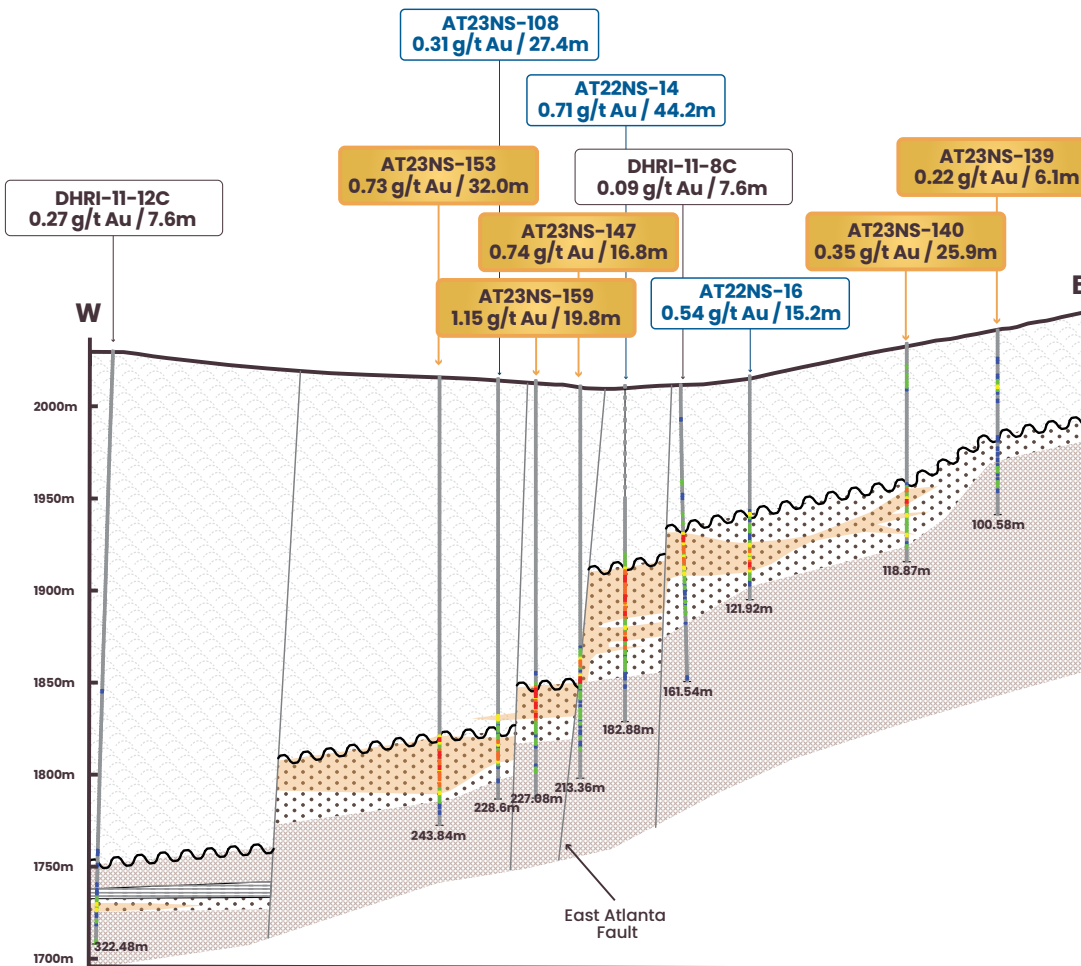 AT23NS-108
0.31 g/t Au / 27.4m
AT22NS-14
0.71 g/t Au / 44.2m
AT23NS-153
0.73 g/t Au / 32.0m
DHRI-11-8C
0.09 g/t Au / 7.6m
AT23NS-139
0.22 g/t Au / 6.1m
DHRI-11-12C
0.27 g/t Au / 7.6m
AT23NS-147
0.74 g/t Au / 16.8m
AT23NS-140
0.35 g/t Au / 25.9m
AT23NS-159
1.15 g/t Au / 19.8m
AT22NS-16
0.54 g/t Au / 15.2m
W
E
2000m
1950m
1900m
1850m
1800m
1750m
1700m
100.58m
118.87m
121.92m
161.54m
182.88m
213.36m
227.98m
228.6m
243.84m
322.48m
East Atlanta
Fault